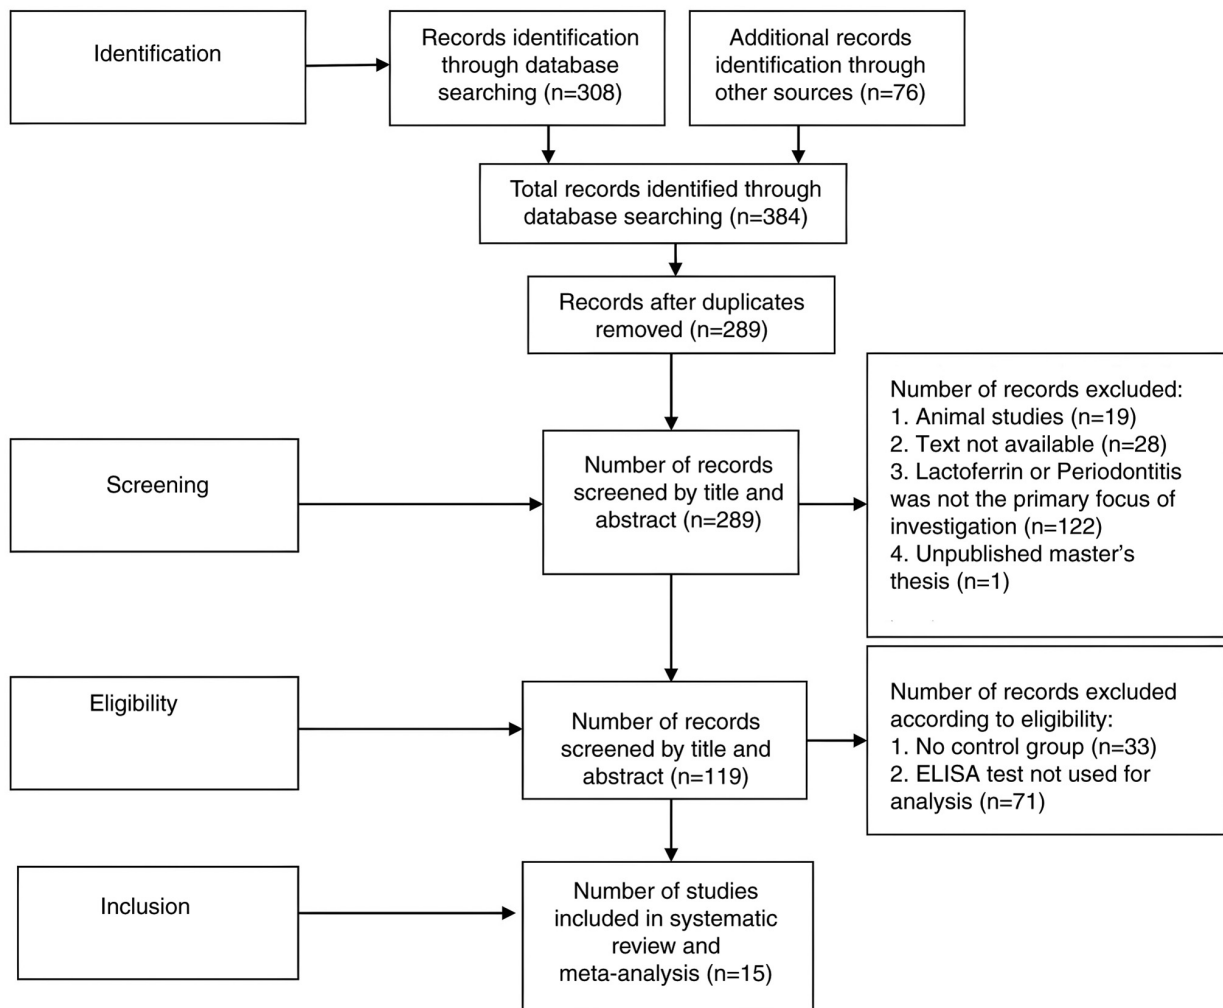 Identification
Records identification
through database
searching (n=308)
Additional records
identification through
other sources (n=76)
Total records identified through
database searching (n=384)
Records after duplicates
removed (n=289)
Screening
Number of records
screened by title and
abstract (n=289)
Number of records excluded:
1. Animal studies (n=19)
2. Text not available (n=28)
3. Lactoferrin or Periodontitis
was not the primary focus of
investigation (n=122)
4. Unpublished master’s
thesis (n=1)
Eligibility
Number of records
screened by title and
abstract (n=119)
Number of records excluded
according to eligibility:
1. No control group (n=33)
2. ELISA test not used for
analysis (n=71)
Inclusion
Number of studies
included in systematic
review and
meta-analysis (n=15)